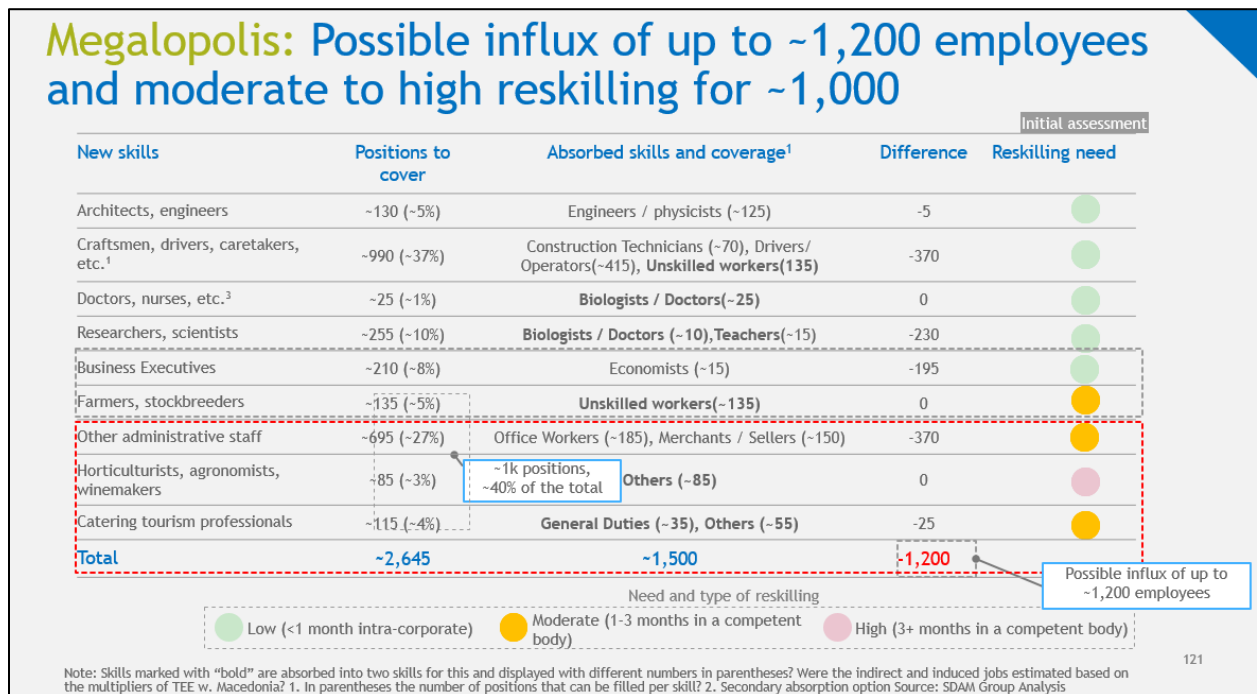 Megalopolis: Possible influx of up to ~1,200 employees
and moderate to high reskilling for ~1,000
Initial assessment
New skills Positions to cover Absorbed skills and coverage1 Difference Reskilling need
Architects, engineers ~130 (~5%) Engineers / physicists (~125) -5
Craftsmen, drivers, caretakers, etc.1 ~990 (~37%) Construction Technicians (~70), Drivers/ Operators(~415), Unskilled workers(135) -370
Doctors, nurses, etc.3 ~25 (~1%) Biologists / Doctors(~25) 0
Researchers, scientists ~255 (~10%) Biologists / Doctors (~10),Teachers(~15) -230
Business Executives ~210 (~8%) Economists (~15) -195
Farmers, stockbreeders ~135 (~5%) Unskilled workers(~135) 0
Other administrative staff ~695 (~27%) Office Workers (~185), Merchants / Sellers (~150) -370
Horticulturists, agronomists, winemakers ~85 (~3%) Others (~85) 0
~1k positions,
~40% of the total
Catering tourism professionals ~115 (~4%) General Duties (~35), Others (~55) -25
Total ~2,645 ~1,500 -1,200
Possible influx of up to
~1,200 employees
Need and type of reskilling
Low (<1 month intra-corporate) Moderate (1-3 months in a competent body) High (3+ months in a competent body)
121
Note: Skills marked with “bold” are absorbed into two skills for this and displayed with different numbers in parentheses? Were the indirect and induced jobs estimated based on
the multipliers of TEE w. Macedonia? 1. In parentheses the number of positions that can be filled per skill? 2. Secondary absorption option Source: SDAM Group Analysis